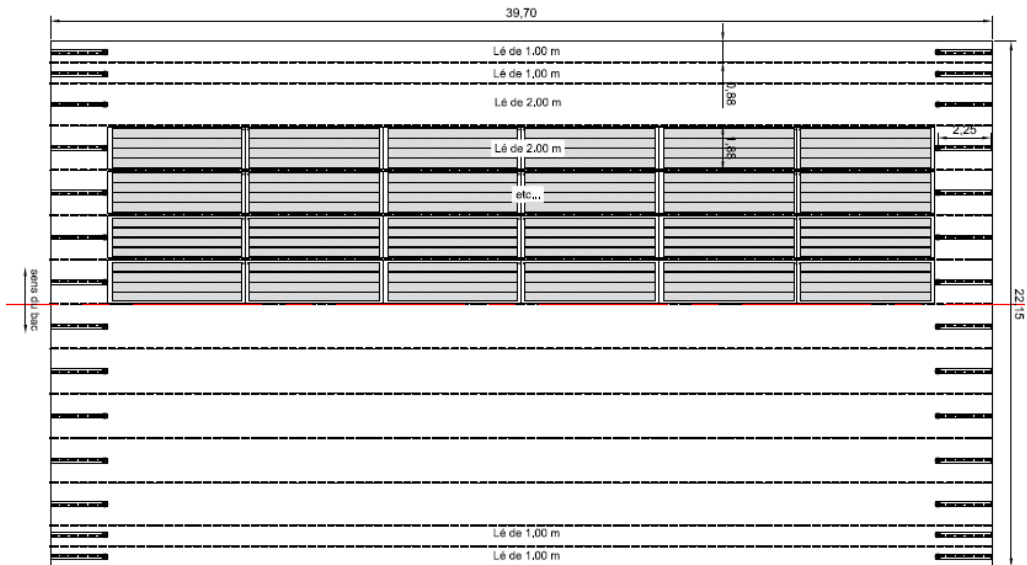 39,70
Lé de 1.00 m
Lé de 1,00 m
0,88
Lé de 2.00 m
2,25
Lé de 2.00 m
1,88
etc...
sens du bac
22,15
Lé de 1,00 m
Lé de 1.00 m